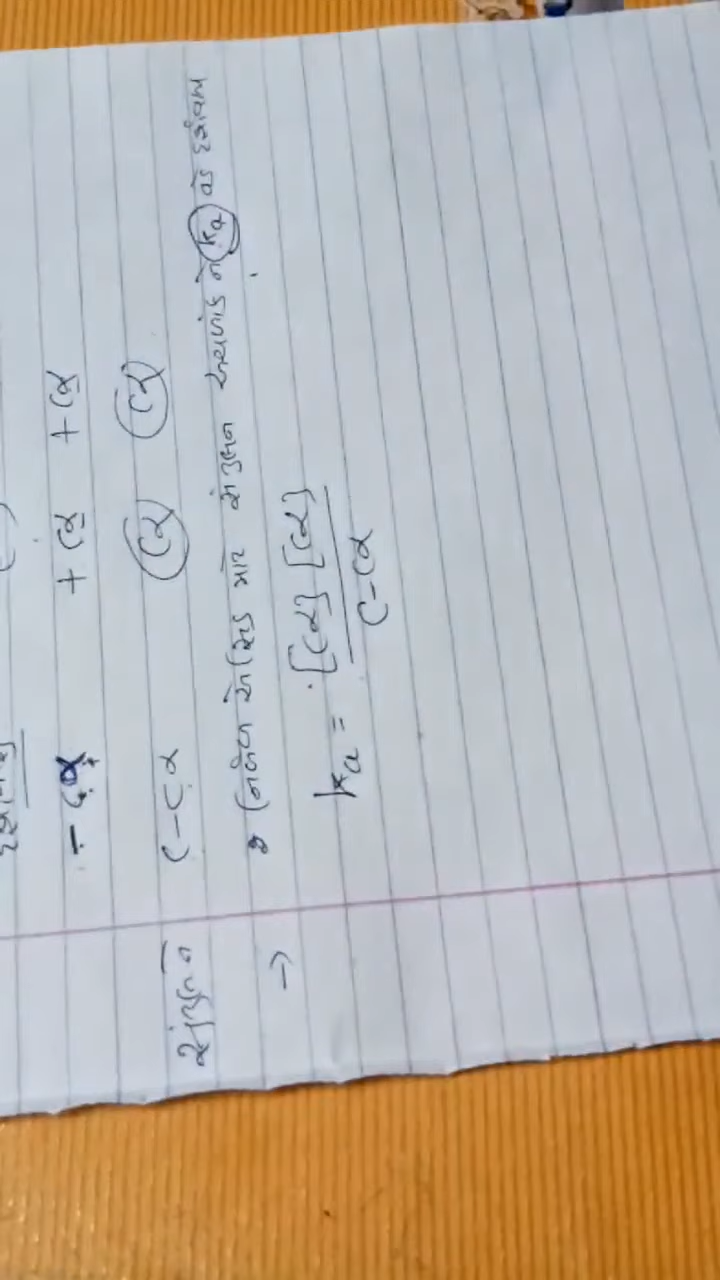 - Cα + Cα + Cα
સંતુલન C-Cα Cα Cα
→ નિર્બળ એસિડ માટે સંતુલન અચળાંક ને Ka વડે દર્શાવાય
Ka = [Cα] [Cα]
C-Cα